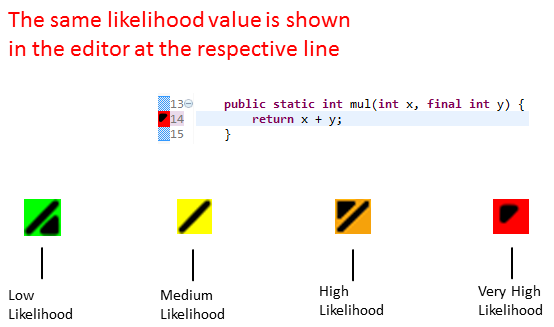 The same likelihood value is shown
in the editor at the respective line
13 public static int mul(int x, final int y) {
14 return x + y;
15 }
Low
Likelihood
Medium
Likelihood
High
Likelihood
Very High
Likelihood